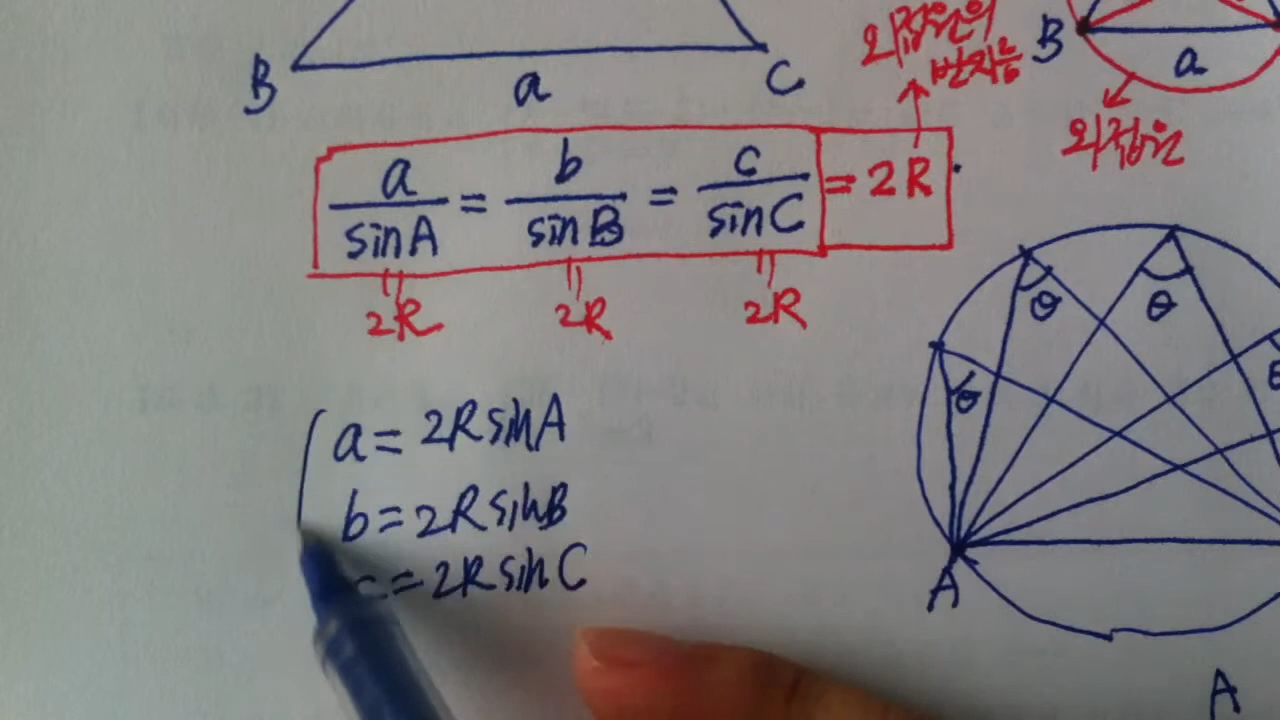 B a C
외접원의
반지름
B a
외접원
a/sinA = b/sinB = c/sinC = 2R
2R 2R 2R
θ θ θ θ
a = 2R sinA
b = 2R sinB
c = 2R sinC
A
A